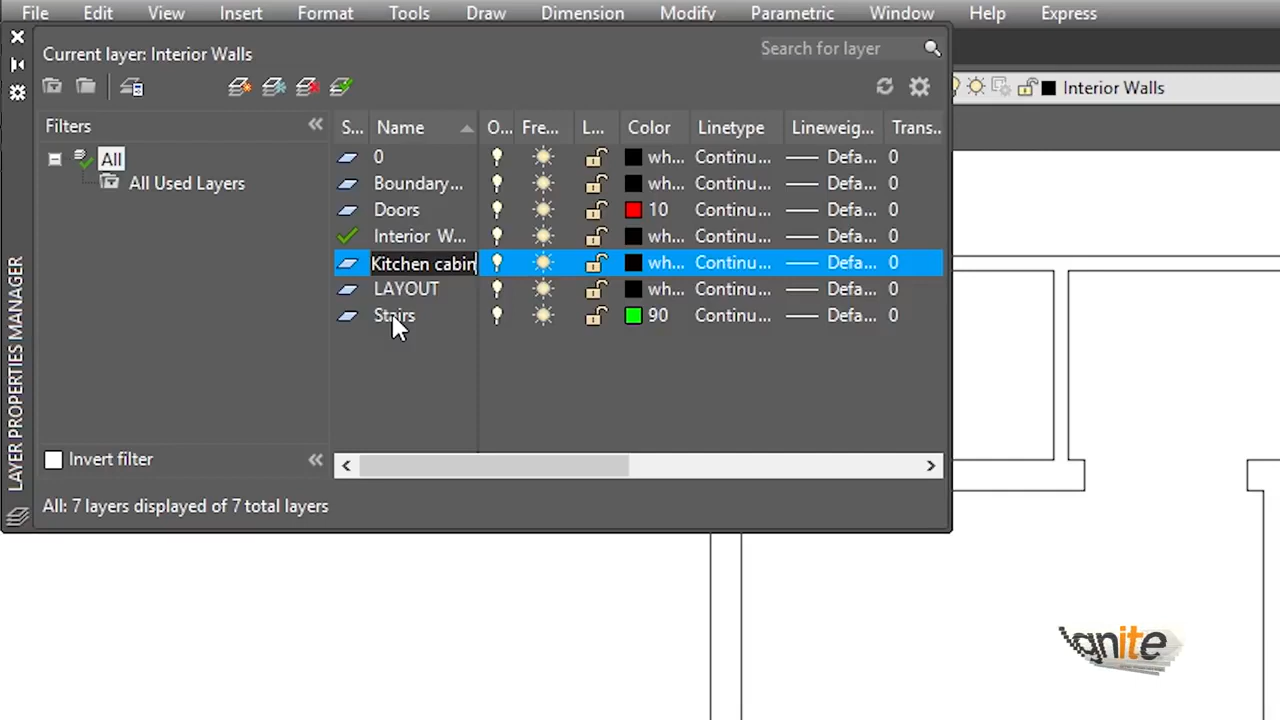 File Edit View Insert Format Tools Draw Dimension Modify Parametric Window Help Express
Current layer: Interior Walls
Search for layer
Interior Walls
Filters
S... Name O... Fre... L... Color Linetype Lineweig... Trans..
All
All Used Layers
0 wh... Continu... Defa... 0
Boundary... wh... Continu... Defa... 0
Doors 10 Continu... Defa... 0
Interior W... wh... Continu... Defa... 0
Kitchen cabin wh... Continu... Defa... 0
LAYOUT wh... Continu... Defa... 0
Stairs 90 Continu... Defa... 0
LAYER PROPERTIES MANAGER
Invert filter
All: 7 layers displayed of 7 total layers
ignite